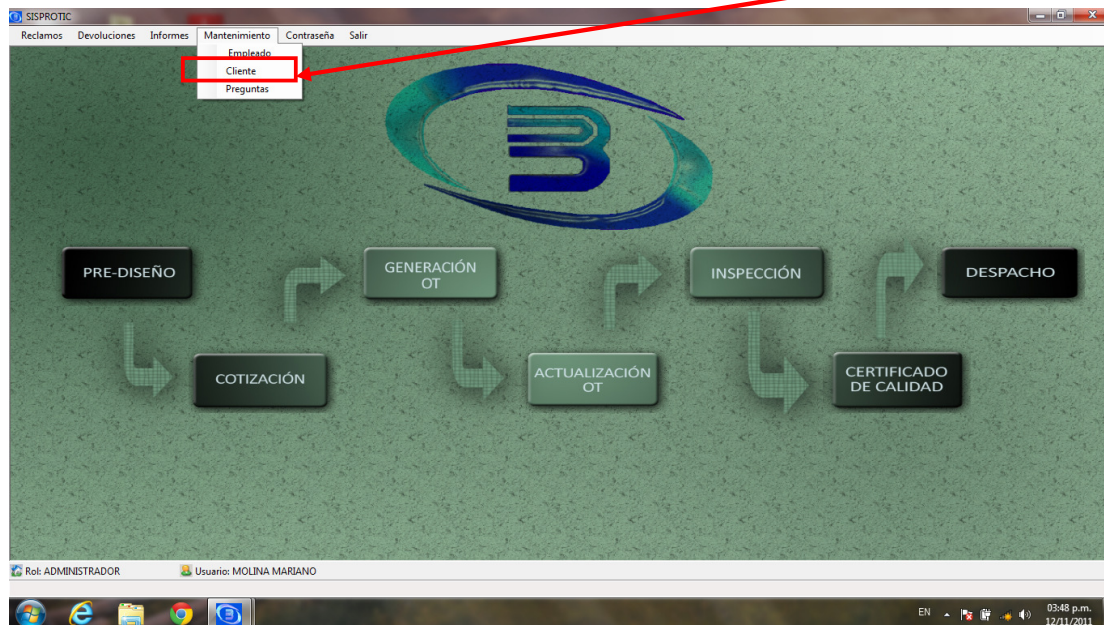 SISPROTIC
Reclamos Devoluciones Informes Mantenimiento Contraseña Salir
Empleado
Cliente
Preguntas
PRE-DISEÑO
GENERACIÓN
OT
INSPECCIÓN
DESPACHO
COTIZACIÓN
ACTUALIZACIÓN
OT
CERTIFICADO
DE CALIDAD
Rol: ADMINISTRADOR Usuario: MOLINA MARIANO
EN 03:48 p.m.
12/11/2011